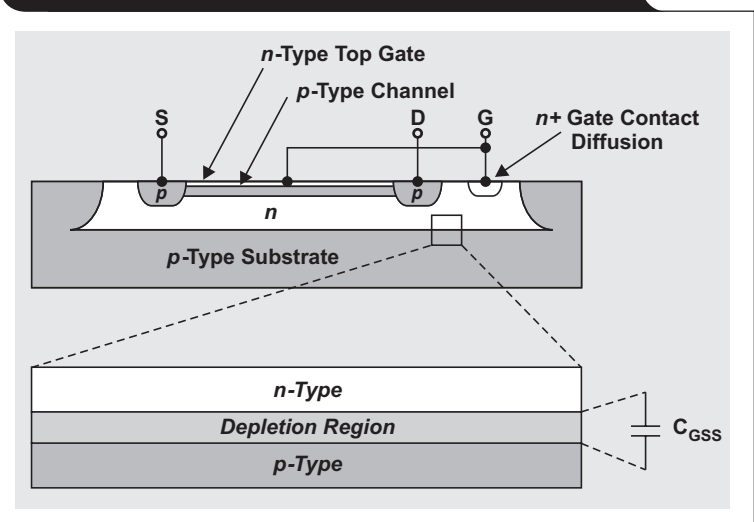 n-Type Top Gate
p-Type Channel
S
D
G
n+ Gate Contact
Diffusion
p
p
n
p-Type Substrate
n-Type
Depletion Region
p-Type
CGSS